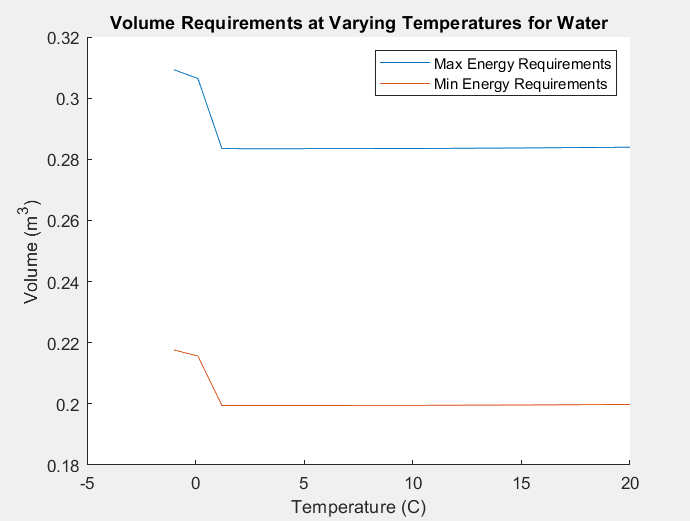 Volume Requirements at Varying Temperatures for Water
0.32
0.3
0.28
0.26
0.24
0.22
0.2
0.18
Volume (m³)
Max Energy Requirements
Min Energy Requirements
-5
0
5
10
15
20
Temperature (C)